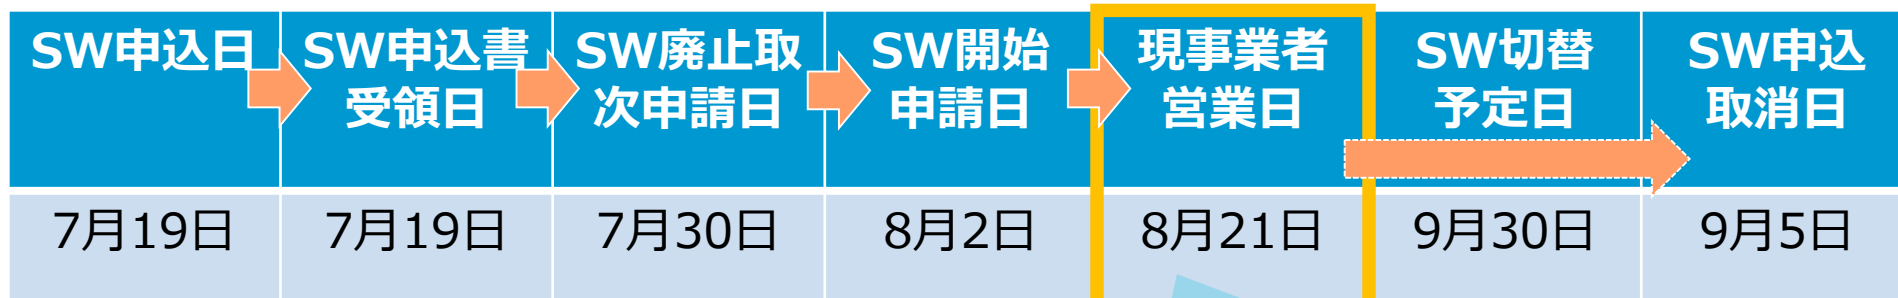 SW申込日
SW申込書
受領日
SW廃止取
次申請日
SW開始
申請日
現事業者
営業日
SW切替
予定日
SW申込
取消日
7月19日
7月19日
7月30日
8月2日
8月21日
9月30日
9月5日